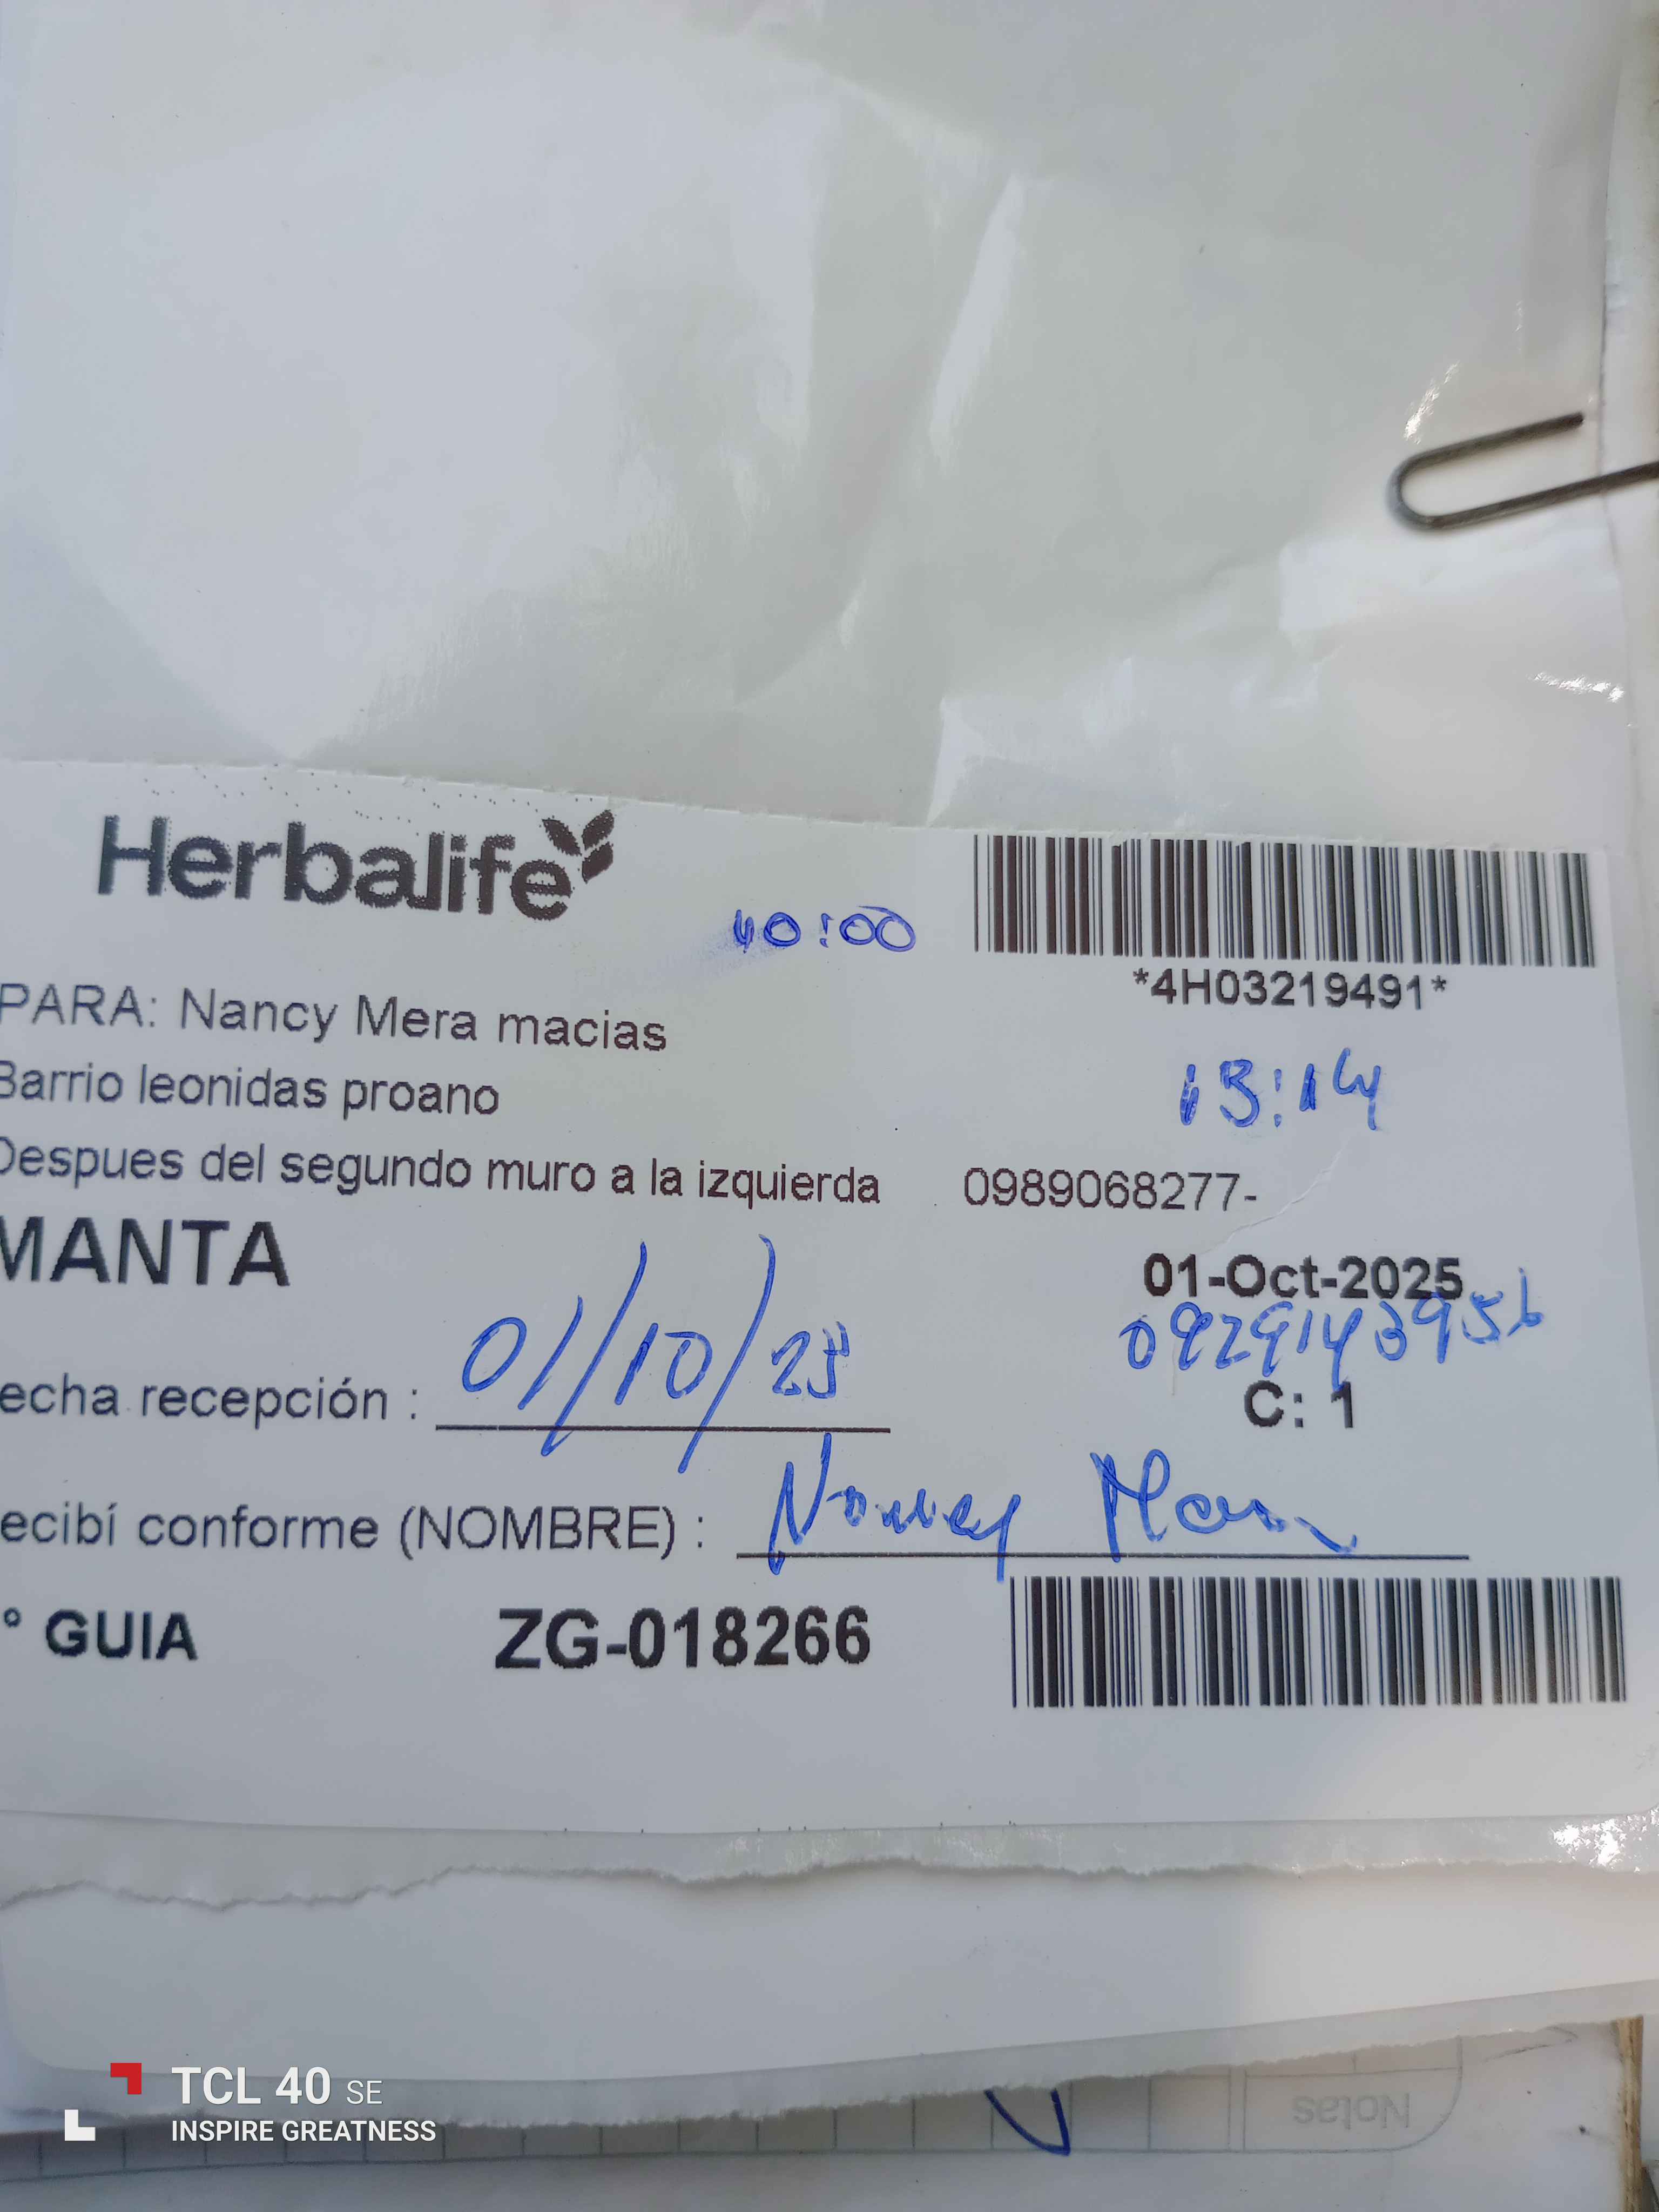 Herbalife
40:00
*4H03219491*
PARA: Nancy Mera macias
Barrio leonidas proano
13:14
Despues del segundo muro a la izquierda 0989068277-
MANTA
01-Oct-2025
echa recepción : 01/10/25
C: 1
ecibí conforme (NOMBRE) : Nancy
° GUIA ZG-018266
Notas
TCL 40 SE
INSPIRE GREATNESS